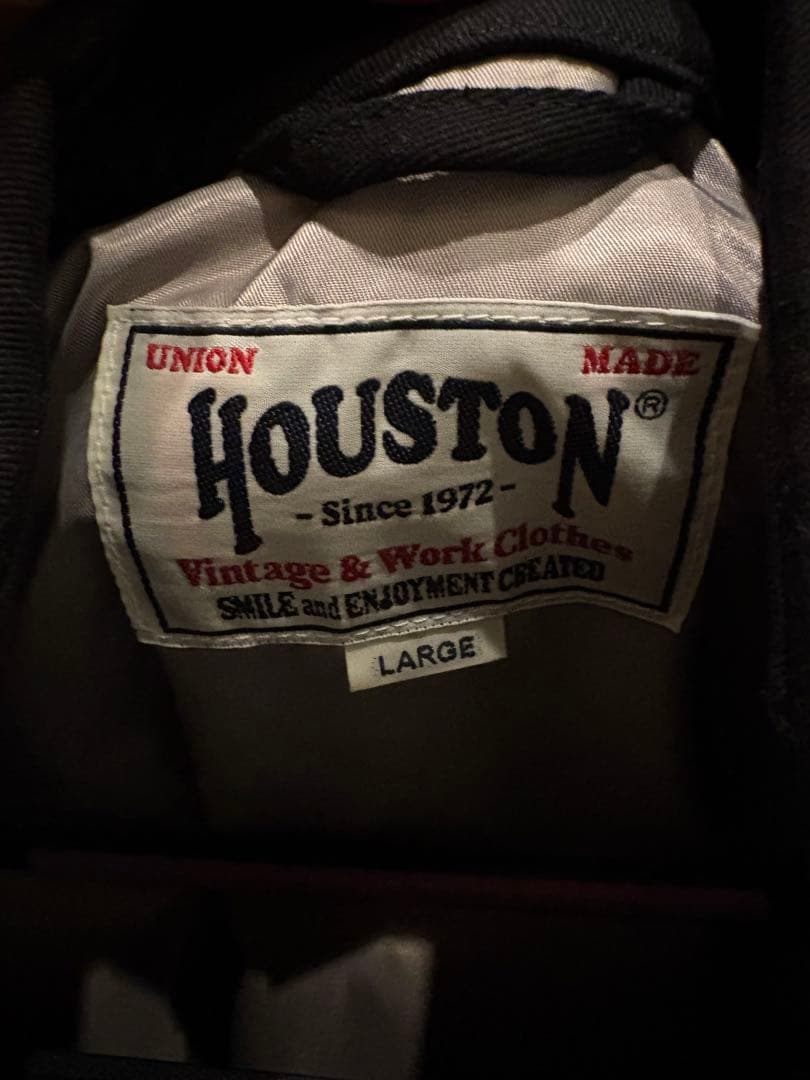 UNION MADE
HOUSTON®
- Since 1972 -
Vintage & Work Clothes
SMILE and ENJOYMENT CREATED
LARGE